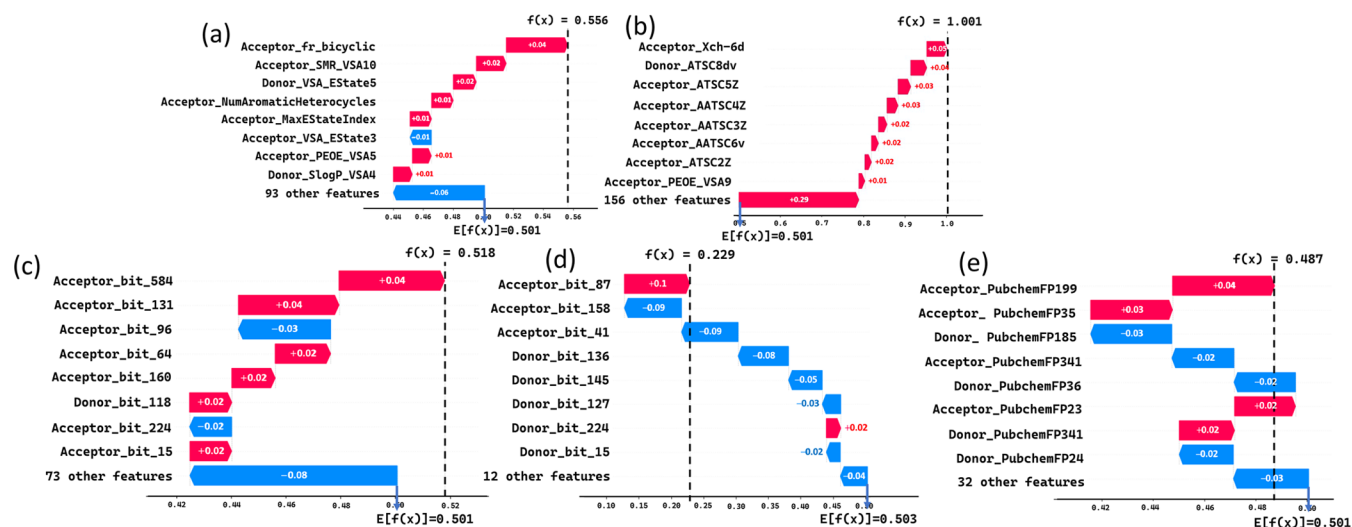 (a)
f(x) = 0.556
Acceptor_fr_bicyclic +0.04
Acceptor_SMR_VSA10 +0.02
Donor_VSA_EState5 +0.02
Acceptor_NumAromaticHeterocycles +0.01
Acceptor_MaxEStateIndex +0.01
Acceptor_VSA_EState3 −0.01
Acceptor_PEOE_VSA5 +0.01
Donor_SlogP_VSA4 +0.01
93 other features −0.06
0.44 0.46 0.48 0.50 0.52 0.54 0.56
E[f(x)]=0.501
(b)
f(x) = 1.001
Acceptor_Xch-6d +0.05
Donor_ATSC8dv +0.04
Acceptor_ATSC5Z +0.03
Acceptor_AATSC4Z +0.03
Acceptor_AATSC3Z +0.02
Acceptor_AATSC6v +0.02
Acceptor_ATSC2Z +0.02
Acceptor_PEOE_VSA9 +0.01
156 other features +0.29
0.5 0.6 0.7 0.8 0.9 1.0
E[f(x)]=0.501
(c)
f(x) = 0.518
Acceptor_bit_584 +0.04
Acceptor_bit_131 +0.04
Acceptor_bit_96 −0.03
Acceptor_bit_64 +0.02
Acceptor_bit_160 +0.02
Donor_bit_118 +0.02
Acceptor_bit_224 −0.02
Acceptor_bit_15 +0.02
73 other features −0.08
0.42 0.44 0.46 0.48 0.50 0.52
E[f(x)]=0.501
(d)
f(x) = 0.229
Acceptor_bit_87 +0.1
Acceptor_bit_158 −0.09
Acceptor_bit_41 −0.09
Donor_bit_136 −0.08
Donor_bit_145 −0.05
Donor_bit_127 −0.03
Donor_bit_224 +0.02
Donor_bit_15 −0.02
12 other features −0.04
0.10 0.15 0.20 0.25 0.30 0.35 0.40 0.45 0.50
E[f(x)]=0.503
(e)
f(x) = 0.487
Acceptor_PubchemFP199 +0.04
Acceptor_ PubchemFP35 +0.03
Donor_ PubchemFP185 −0.03
Acceptor_PubchemFP341 −0.02
Donor_PubchemFP36 −0.02
Acceptor_PubchemFP23 +0.02
Donor_PubchemFP341 +0.02
Donor_PubchemFP24 −0.02
32 other features −0.03
0.42 0.44 0.46 0.48
E[f(x)]=0.501